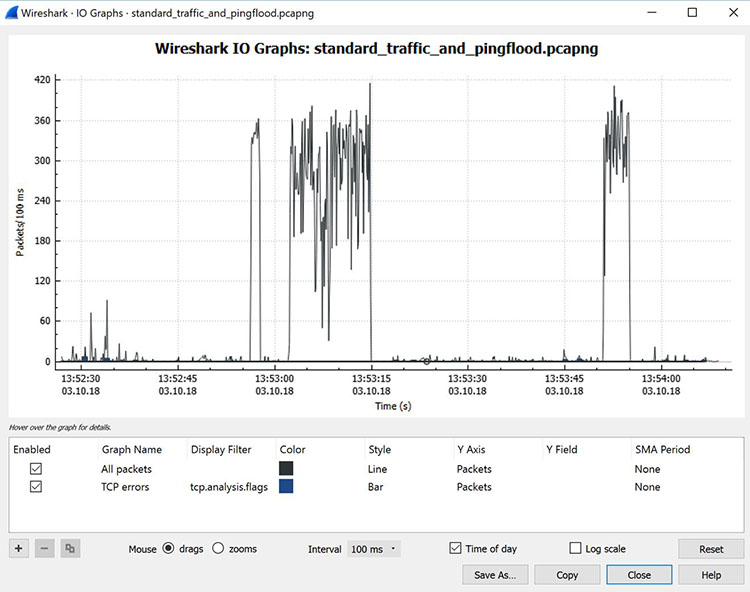 Wireshark · IO Graphs · standard_traffic_and_pingflood.pcapng
Wireshark IO Graphs: standard_traffic_and_pingflood.pcapng
Packets/100 ms
420
360
300
240
180
120
60
0
13:52:30 13:52:45 13:53:00 13:53:15 13:53:30 13:53:45 13:54:00
03.10.18 03.10.18 03.10.18 03.10.18 03.10.18 03.10.18 03.10.18
Time (s)
Hover over the graph for details.
Enabled Graph Name Display Filter Color Style Y Axis Y Field SMA Period
All packets Line Packets None
TCP errors tcp.analysis.flags Bar Packets None
Mouse drags zooms Interval 100 ms Time of day Log scale Reset
Save As... Copy Close Help